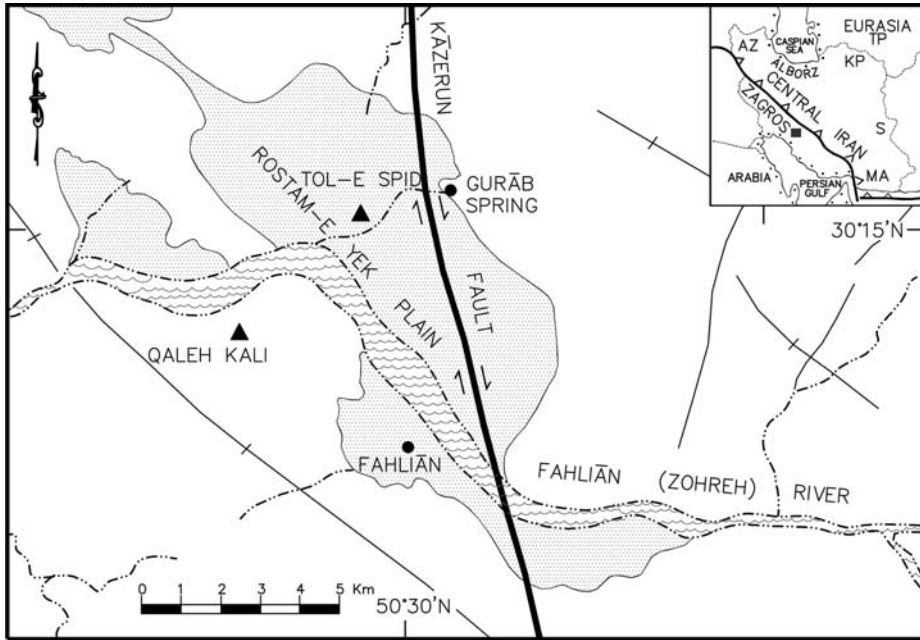 KĀZERUN
FAULT
ROSTAM-E YEK PLAIN
TOL-E SPID
GURĀB
SPRING
QALEH KALI
FAHLIĀN
FAHLIĀN (ZOHREH) RIVER
30°15'N
50°30'N
0 1 2 3 4 5 Km
EURASIA
TP
AZ
CASPIAN
SEA
KP
ALBORZ
CENTRAL IRAN
ZAGROS
S
ARABIA
PERSIAN
GULF
MA